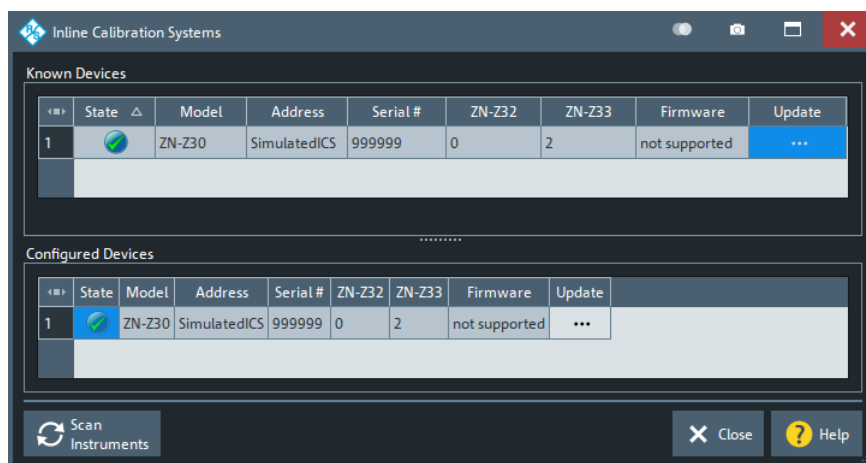 Inline Calibration Systems
Known Devices
State Model Address Serial # ZN-Z32 ZN-Z33 Firmware Update
1 ZN-Z30 SimulatedICS 999999 0 2 not supported ...
Configured Devices
State Model Address Serial # ZN-Z32 ZN-Z33 Firmware Update
1 ZN-Z30 SimulatedICS 999999 0 2 not supported ...
Scan
Instruments
Close
? Help